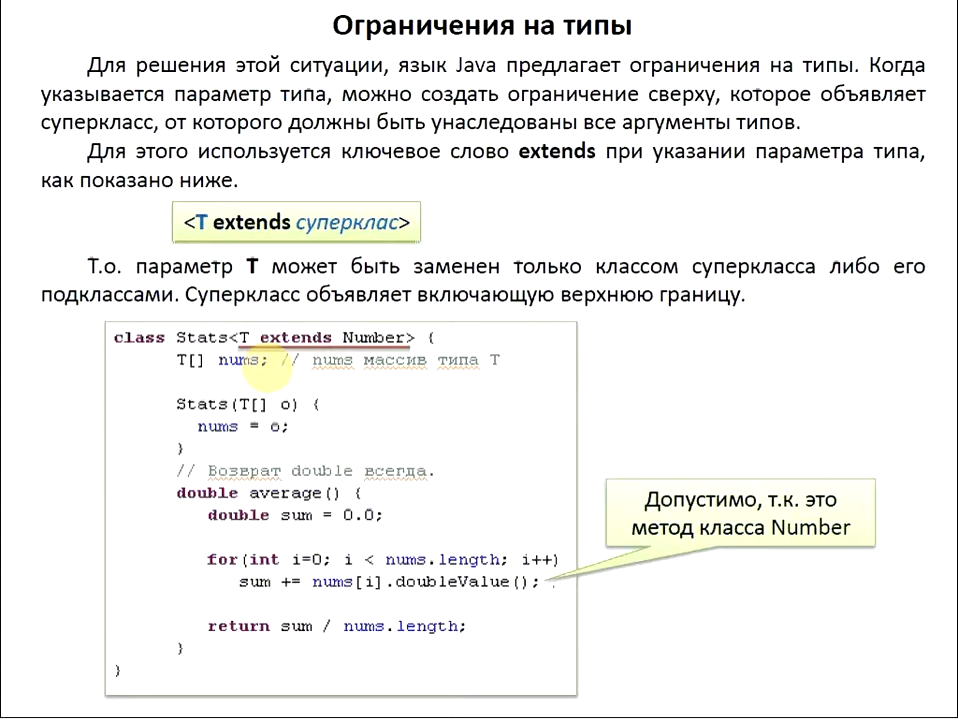 Ограничения на типы
Для решения этой ситуации, язык Java предлагает ограничения на типы. Когда
указывается параметр типа, можно создать ограничение сверху, которое объявляет
суперкласс, от которого должны быть унаследованы все аргументы типов.
Для этого используется ключевое слово extends при указании параметра типа,
как показано ниже.
<T extends суперклас>
Т.о. параметр T может быть заменен только классом суперкласса либо его
подклассами. Суперкласс объявляет включающую верхнюю границу.
class Stats<T extends Number> {
T[] nums; // nums массив типа T
Stats(T[] o) {
nums = o;
}
// Возврат double всегда.
double average() {
double sum = 0.0;
for(int i=0; i < nums.length; i++)
sum += nums[i].doubleValue();
return sum / nums.length;
}
}
Допустимо, т.к. это
метод класса Number